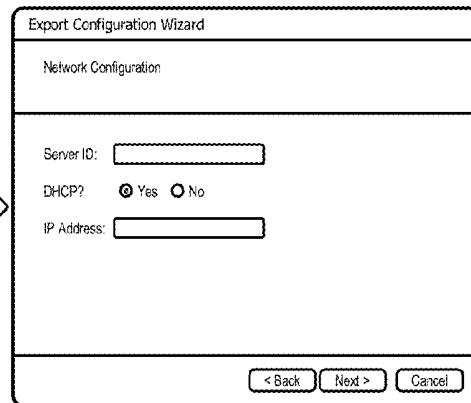 Export Configuration Wizard
Network Configuration
Server ID:
DHCP? Yes No
IP Address:
< Back Next > Cancel